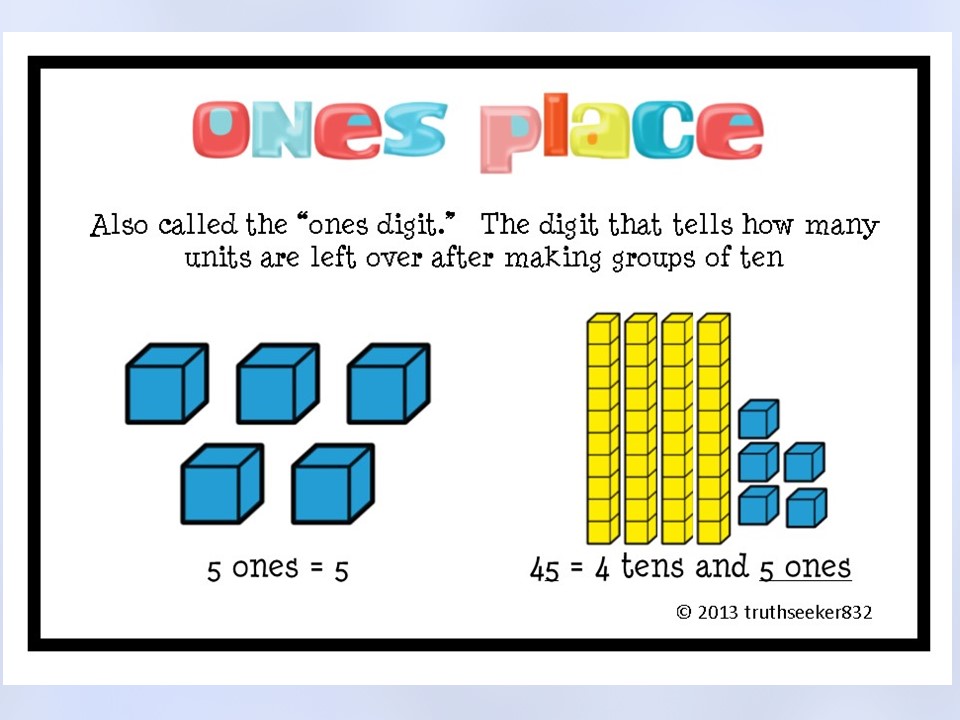 ones place
Also called the “ones digit.” The digit that tells how many
units are left over after making groups of ten
5 ones = 5
45 = 4 tens and 5 ones
© 2013 truthseeker832